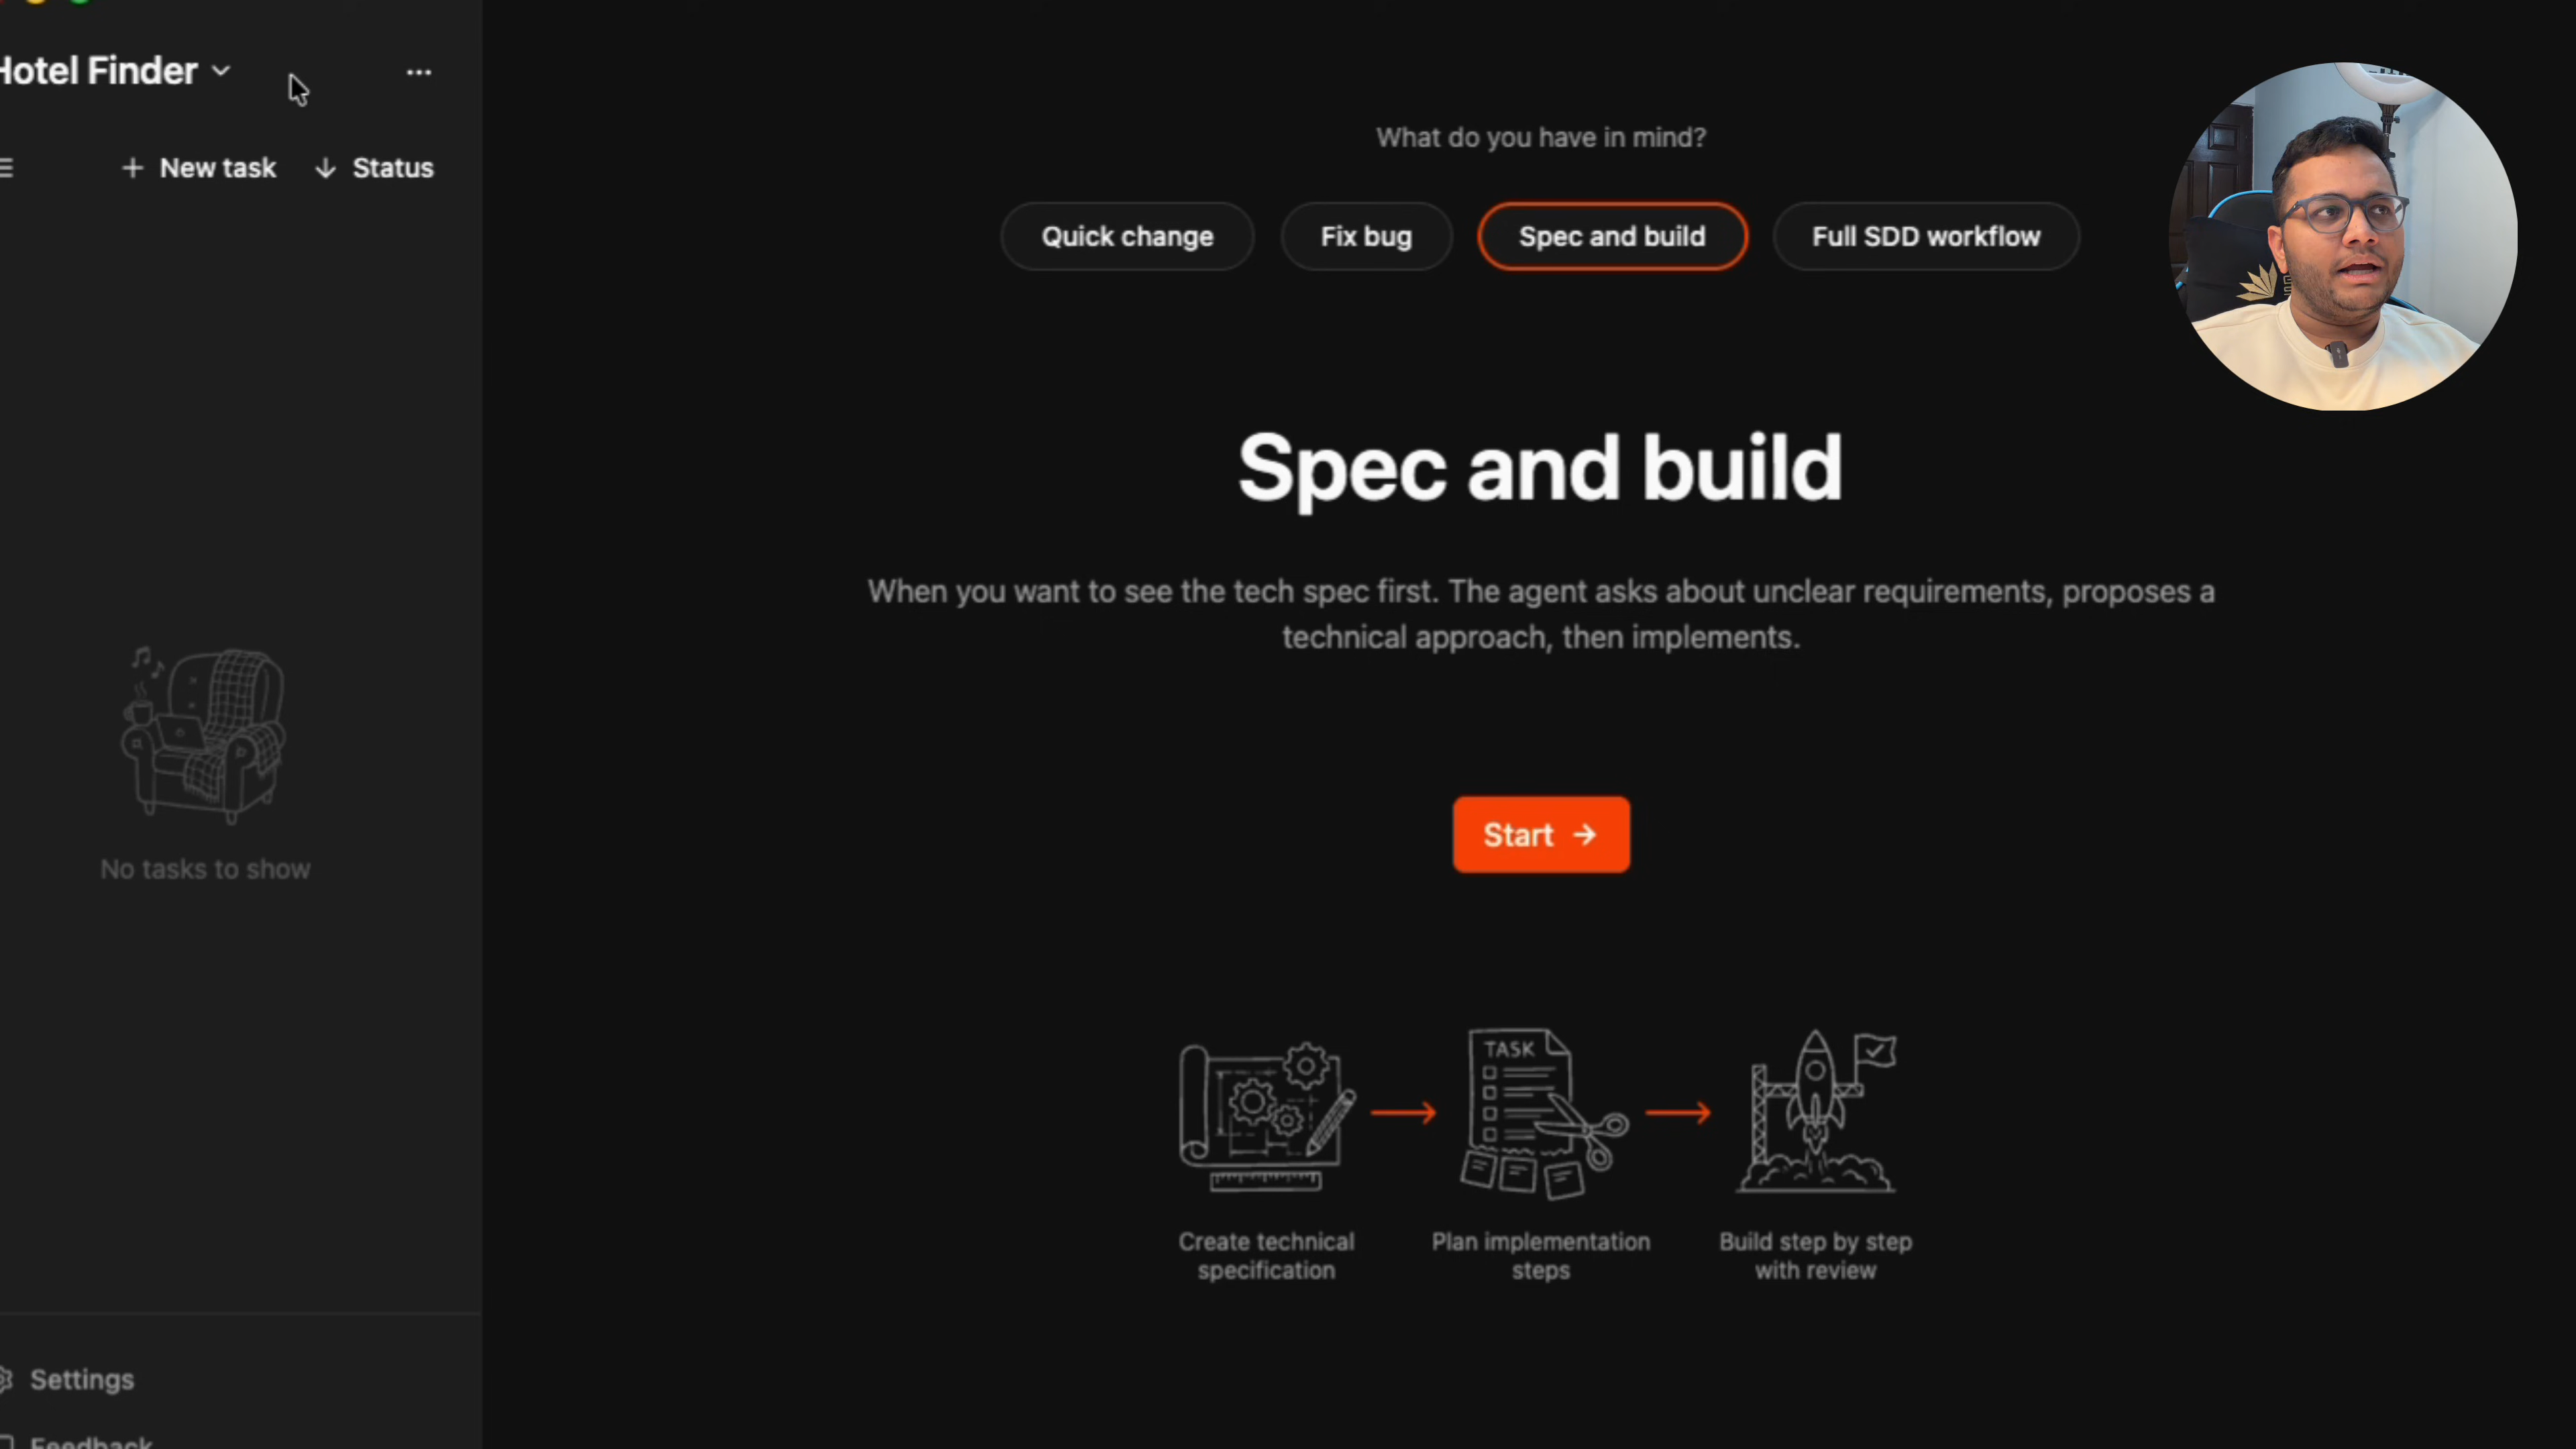 Hotel Finder
New task
Status
No tasks to show
Settings
Feedback
What do you have in mind?
Quick change
Fix bug
Spec and build
Full SDD workflow
Spec and build
When you want to see the tech spec first. The agent asks about unclear requirements, proposes a
technical approach, then implements.
Start
TASK
Create technical
specification
Plan implementation
steps
Build step by step
with review